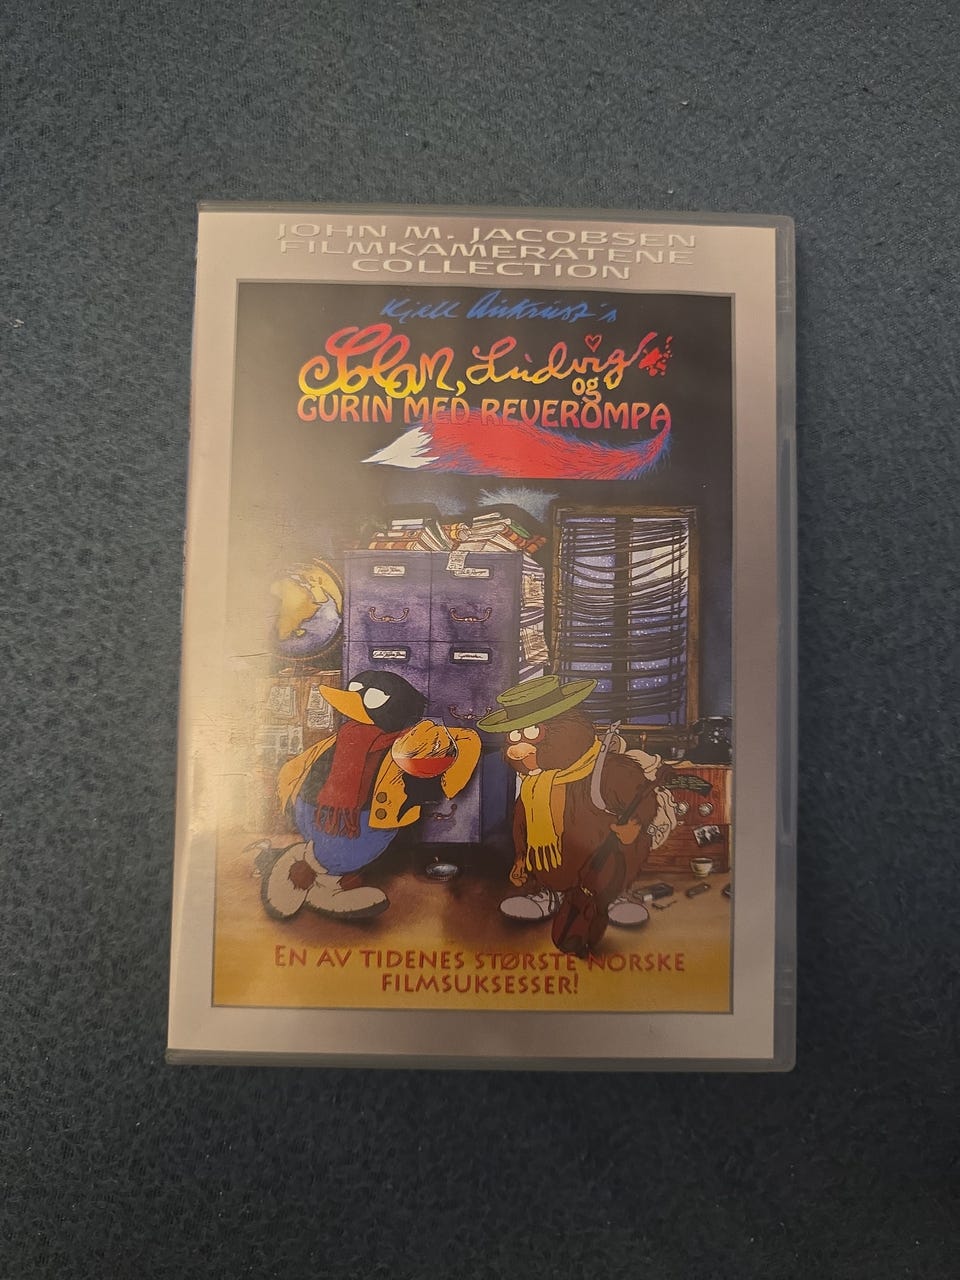 JOHN M. JACOBSEN
FILMKAMERATENE
COLLECTION
Kjell Aukrust's
Solan, Ludvig
og
GURIN MED REVEROMPA
EN AV TIDENES STØRSTE NORSKE
FILMSUKSESSER!